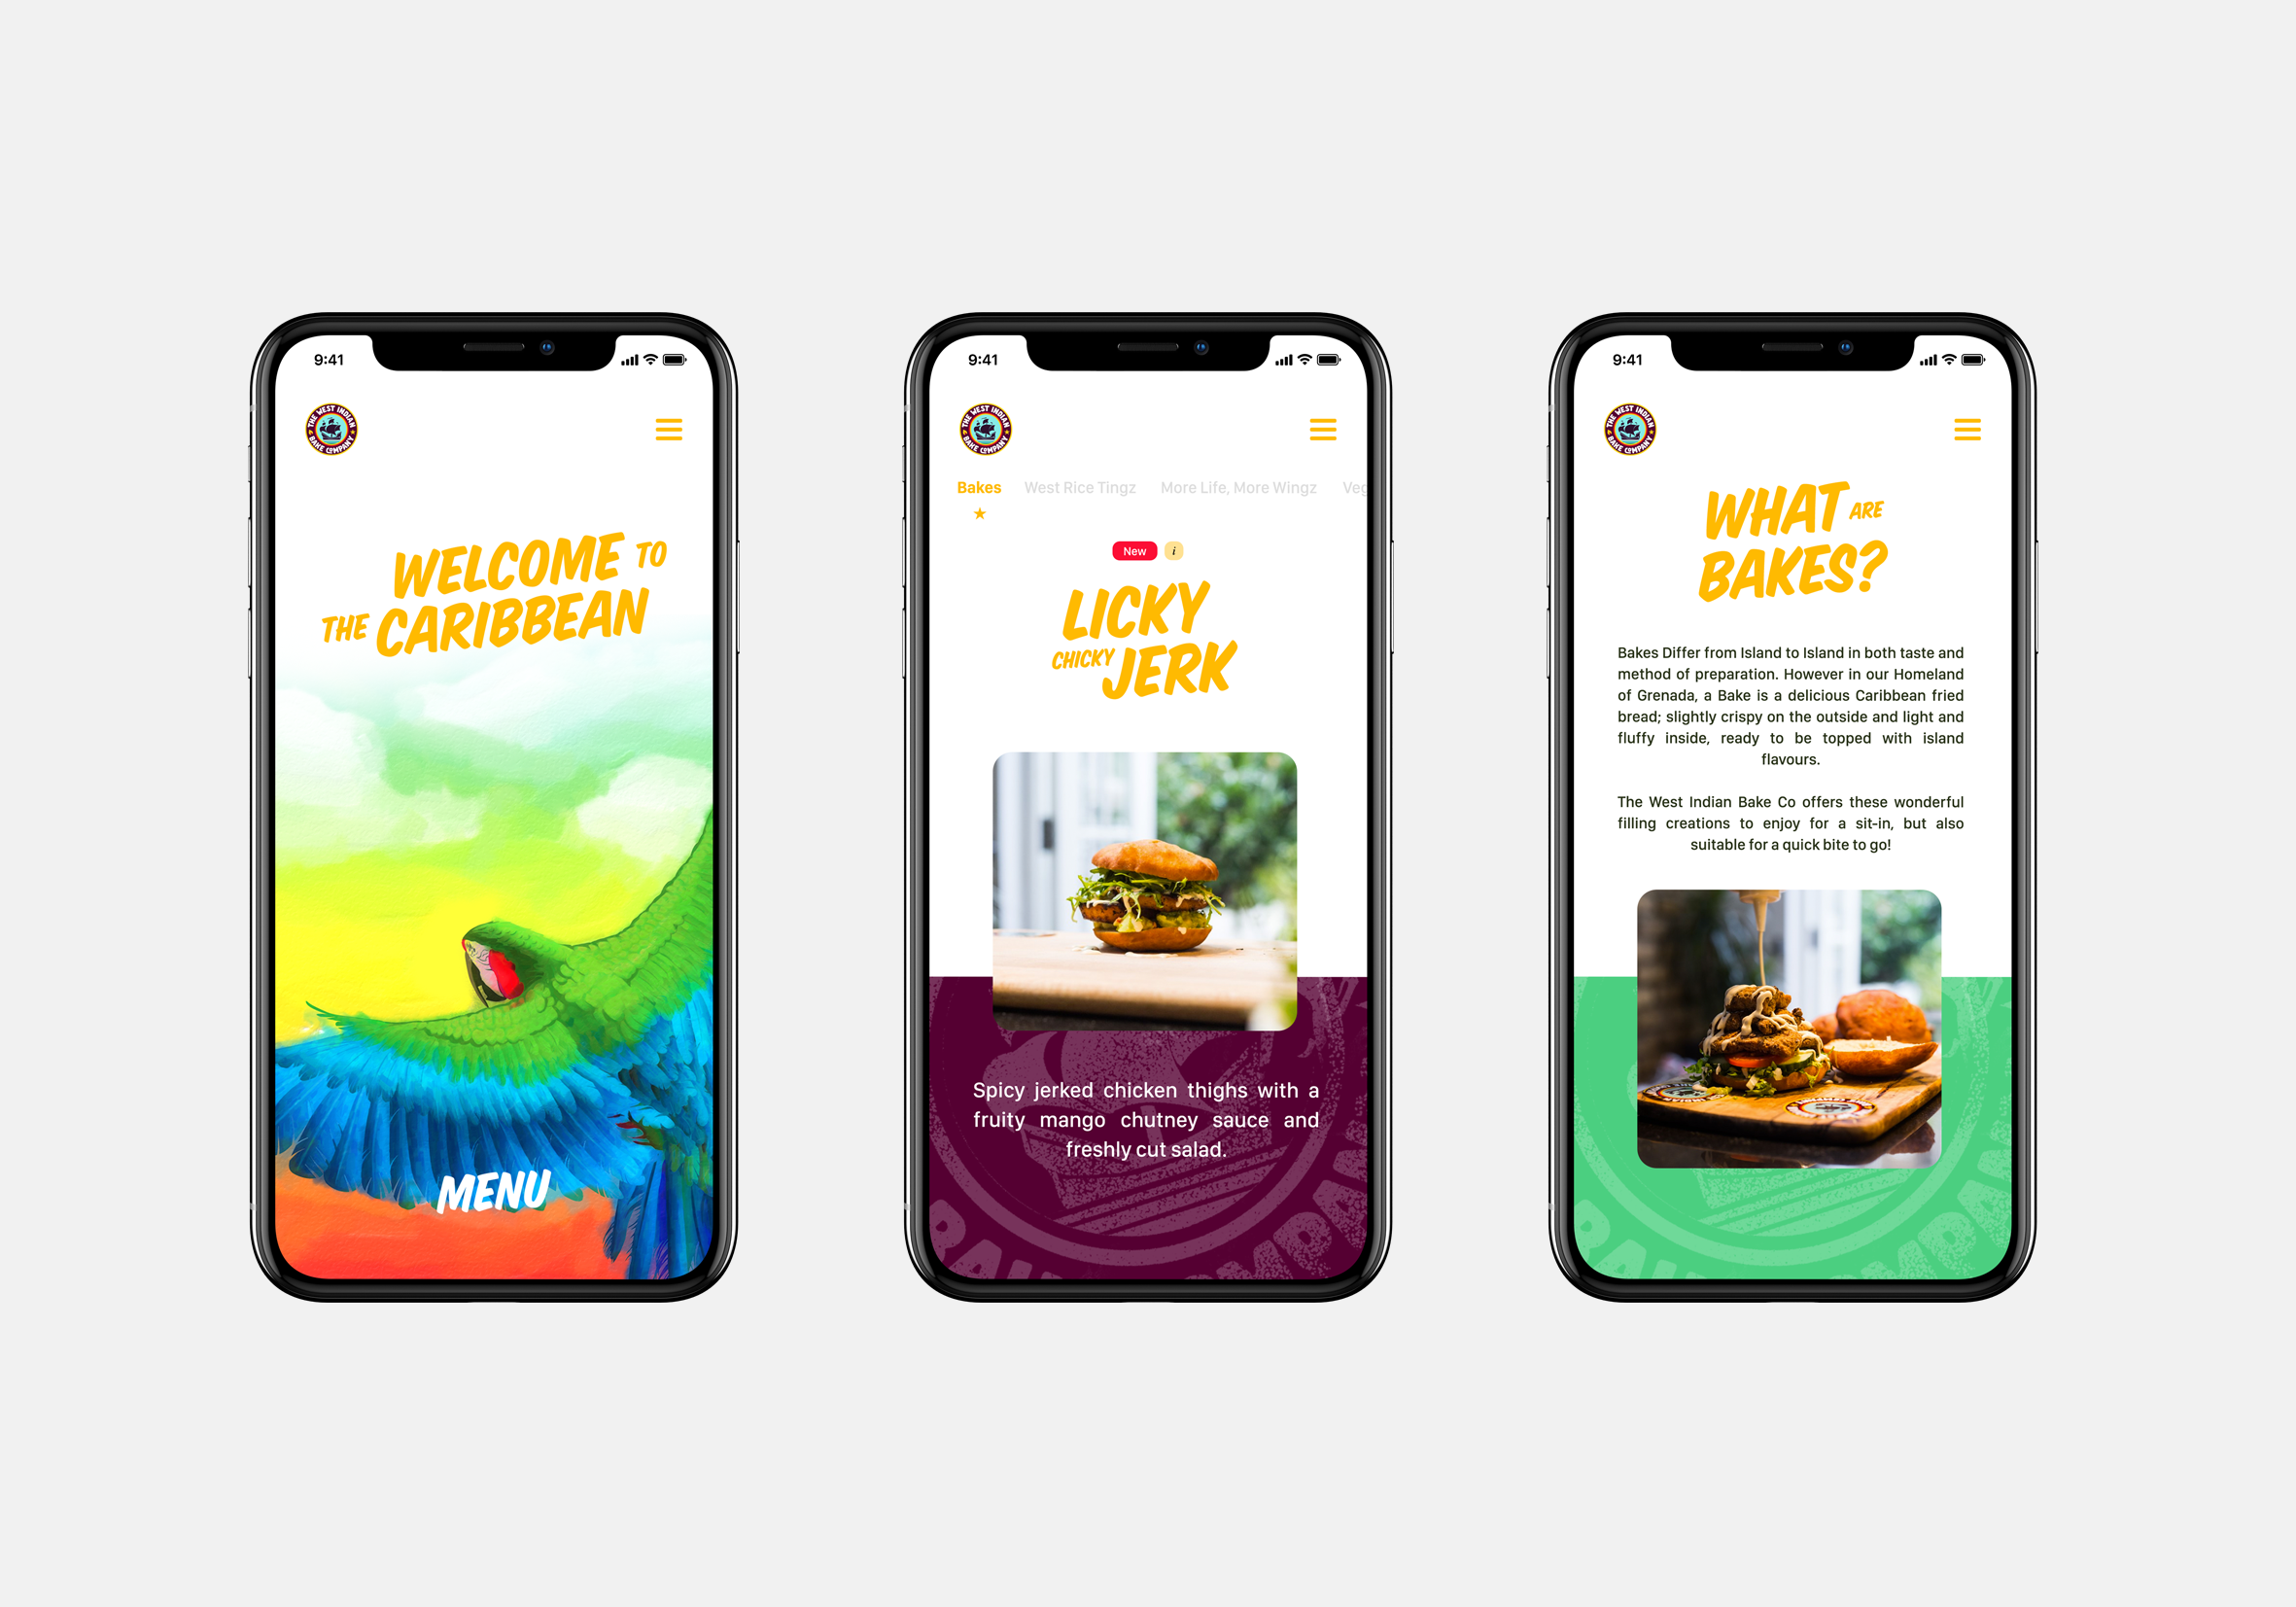 9:41
THE WEST INDIAN
BAKE COMPANY
WELCOME TO
THE CARIBBEAN
MENU
9:41
THE WEST INDIAN
BAKE COMPANY
Bakes West Rice Tingz More Life, More Wingz Veg
New i
LICKY
CHICKY JERK
Spicy jerked chicken thighs with a
fruity mango chutney sauce and
freshly cut salad.
9:41
THE WEST INDIAN
BAKE COMPANY
WHAT ARE
BAKES?
Bakes Differ from Island to Island in both taste and
method of preparation. However in our Homeland
of Grenada, a Bake is a delicious Caribbean fried
bread; slightly crispy on the outside and light and
fluffy inside, ready to be topped with island
flavours.
The West Indian Bake Co offers these wonderful
filling creations to enjoy for a sit-in, but also
suitable for a quick bite to go!